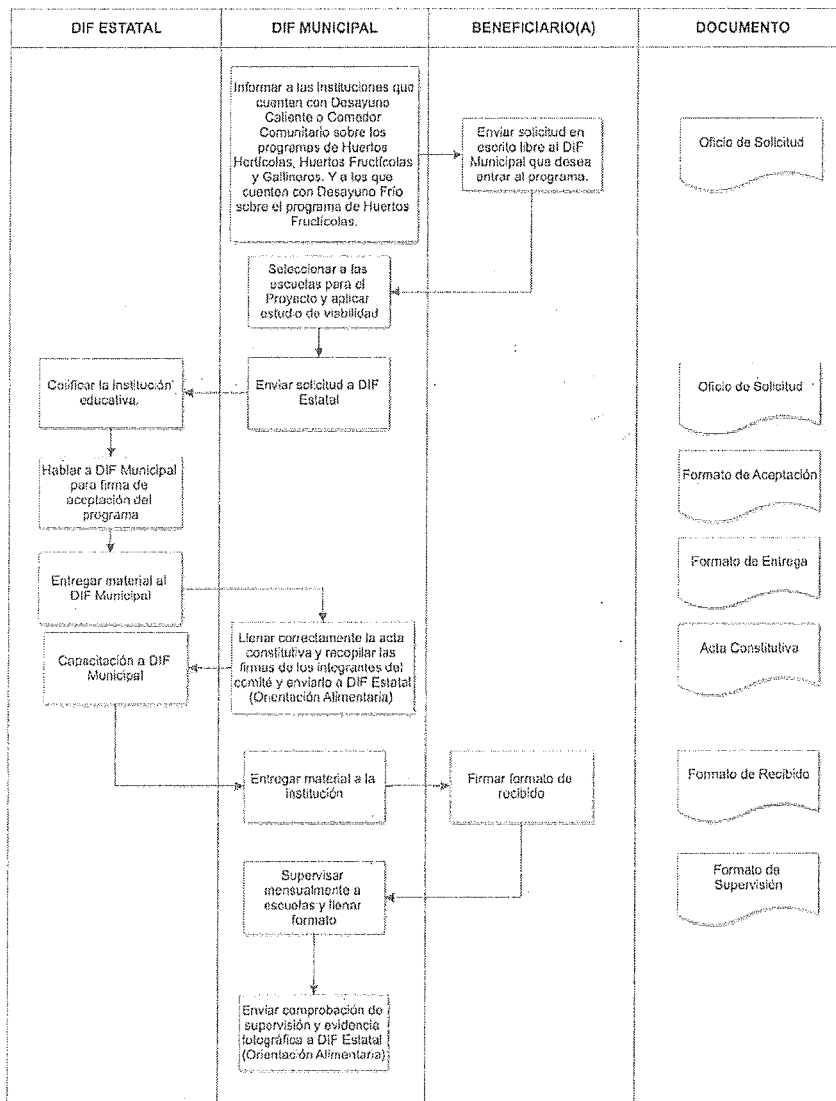 DIF ESTATAL
DIF MUNICIPAL
BENEFICIARIO(A)
DOCUMENTO
Informar a las Instituciones que
cuenten con Desayuno
Caliente o Comedor
Comunitario sobre los
programas de Huertos
Hortícolas, Huertos Fructícolas
y Gallineros. Y a los que
cuenten con Desayuno Frío
sobre el programa de Huertos
Fructícolas.
Enviar solicitud en
escrito libre al DIF
Municipal que desea
entrar al programa.
Oficio de Solicitud
Seleccionar a las
escuelas para el
Proyecto y aplicar
estudio de viabilidad
Calificar la institución
educativa.
Enviar solicitud a DIF
Estatal
Oficio de Solicitud
Hablar a DIF Municipal
para firma de
aceptación del
programa
Formato de Aceptación
Entregar material al
DIF Municipal
Formato de Entrega
Capacitación a DIF
Municipal
Llenar correctamente la acta
constitutiva y recopilar las
firmas de los integrantes del
comité y enviarlo a DIF Estatal
(Orientación Alimentaria)
Acta Constitutiva
Entregar material a la
institución
Firmar formato de
recibido
Formato de Recibido
Supervisar
mensualmente a
escuelas y llenar
formato
Formato de
Supervisión
Enviar comprobación de
supervisión y evidencia
fotográfica a DIF Estatal
(Orientación Alimentaria)